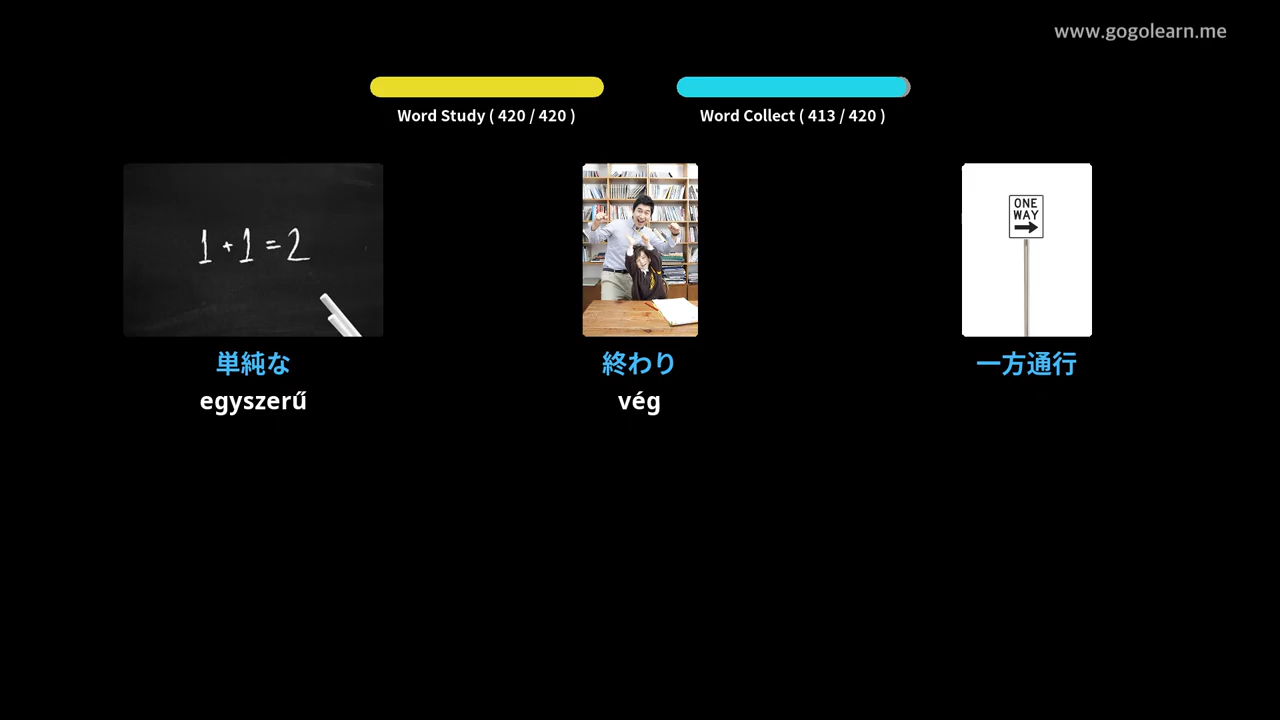 www.gogolearn.me
Word Study ( 420 / 420 )
Word Collect ( 413 / 420 )
1 + 1 = 2
ONE
WAY
単純な
終わり
一方通行
egyszerű
vég